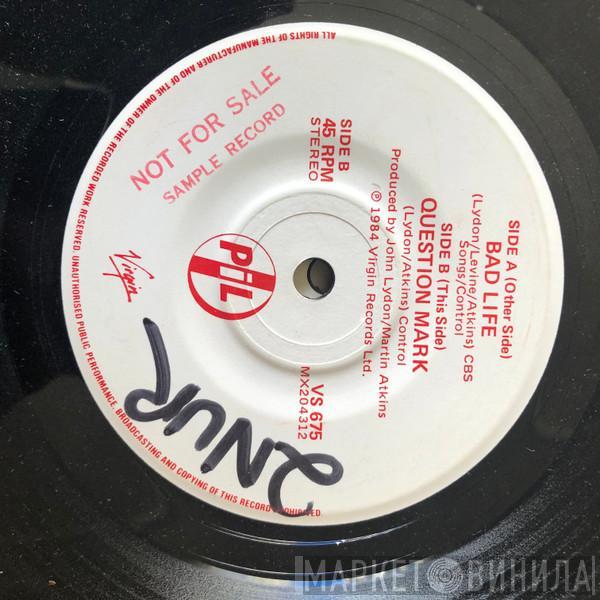 SIDE A (Other Side)
BAD LIFE
(Lydon/Levine/Atkins) CBS
Songs/Control
SIDE B (This Side)
QUESTION MARK
(Lydon/Atkins) Control
Produced by John Lydon/Martin Atkins
℗ 1984 Virgin Records Ltd.
SIDE B
45 RPM
STEREO
VS 675
MX204312
NOT FOR SALE
SAMPLE RECORD
PiL
Virgin
2NUR
ALL RIGHTS OF THE MANUFACTURER AND OF THE OWNER OF THE RECORDED WORK RESERVED. UNAUTHORISED PUBLIC PERFORMANCE, BROADCASTING AND COPYING OF THIS RECORD PROHIBITED
МАРКЕТ ВИНИЛА